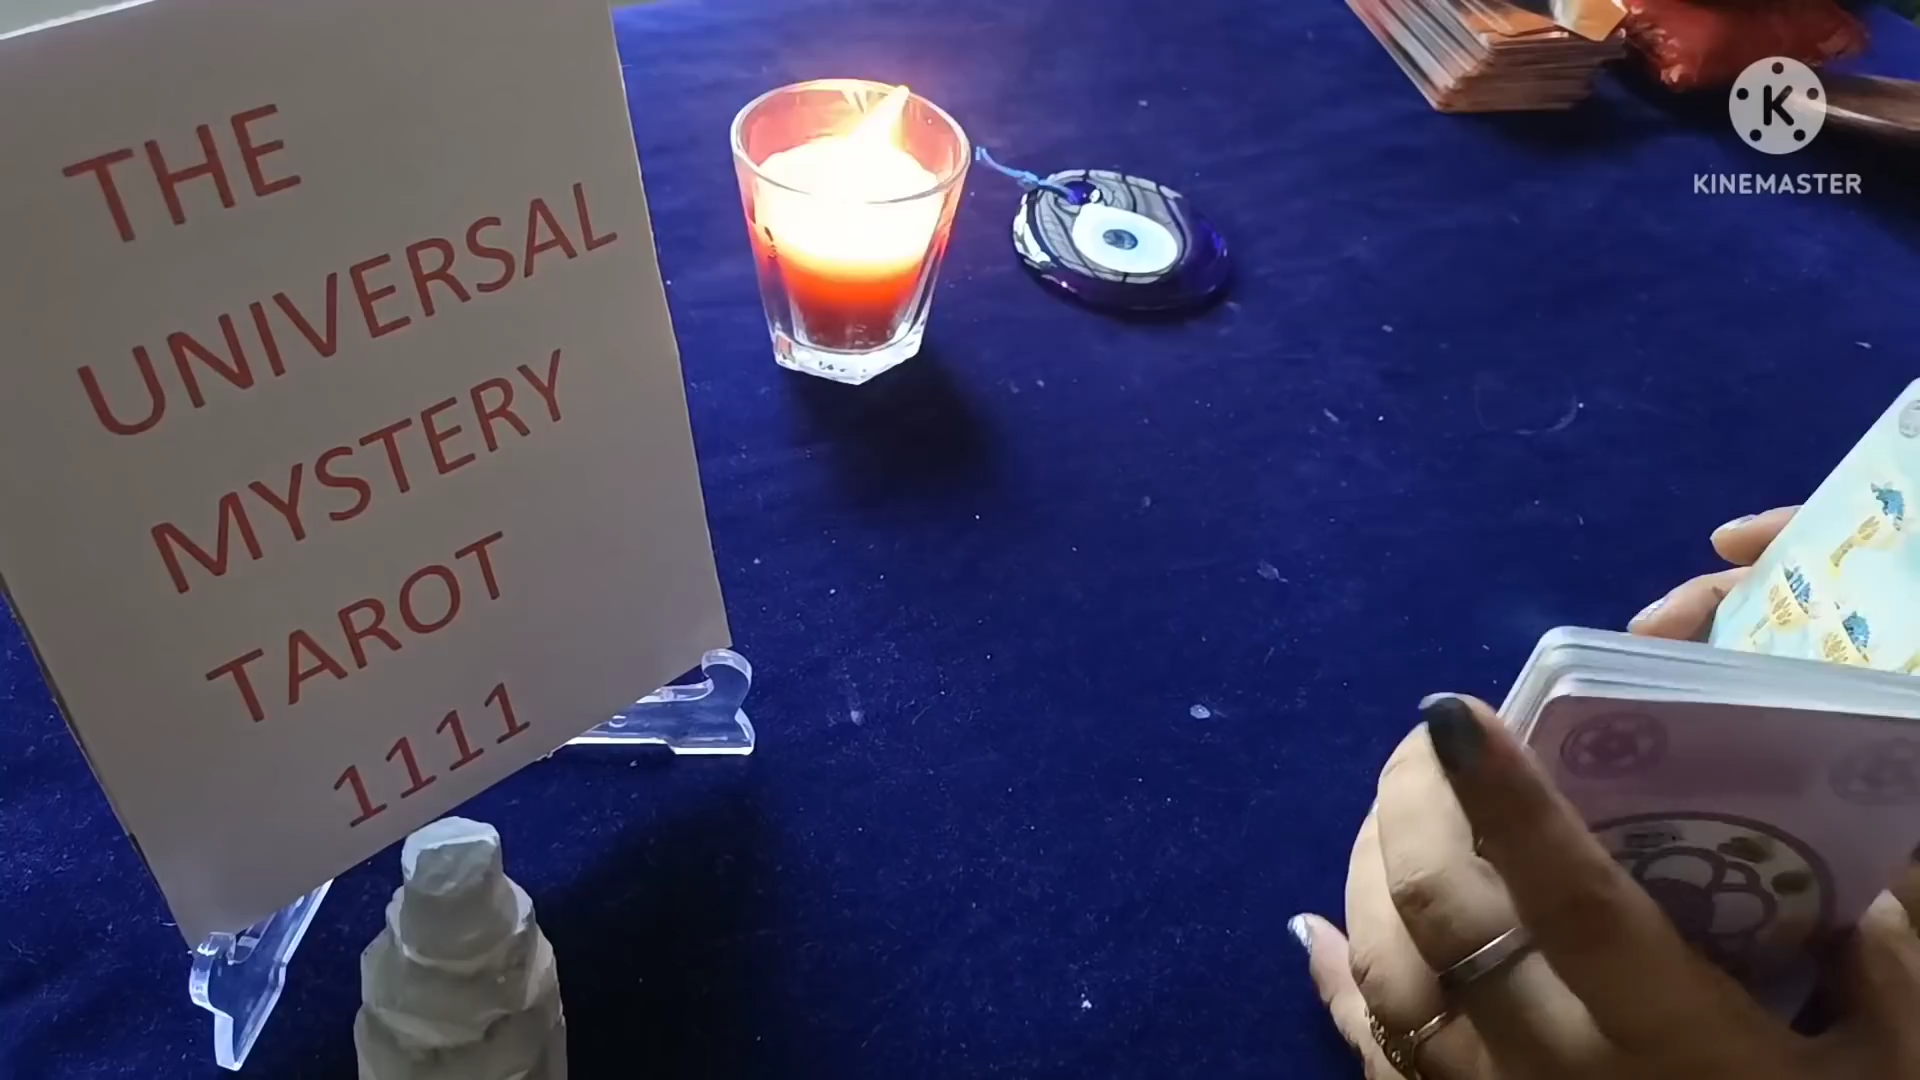 THE
UNIVERSAL
MYSTERY
TAROT
1111
K
KINEMASTER